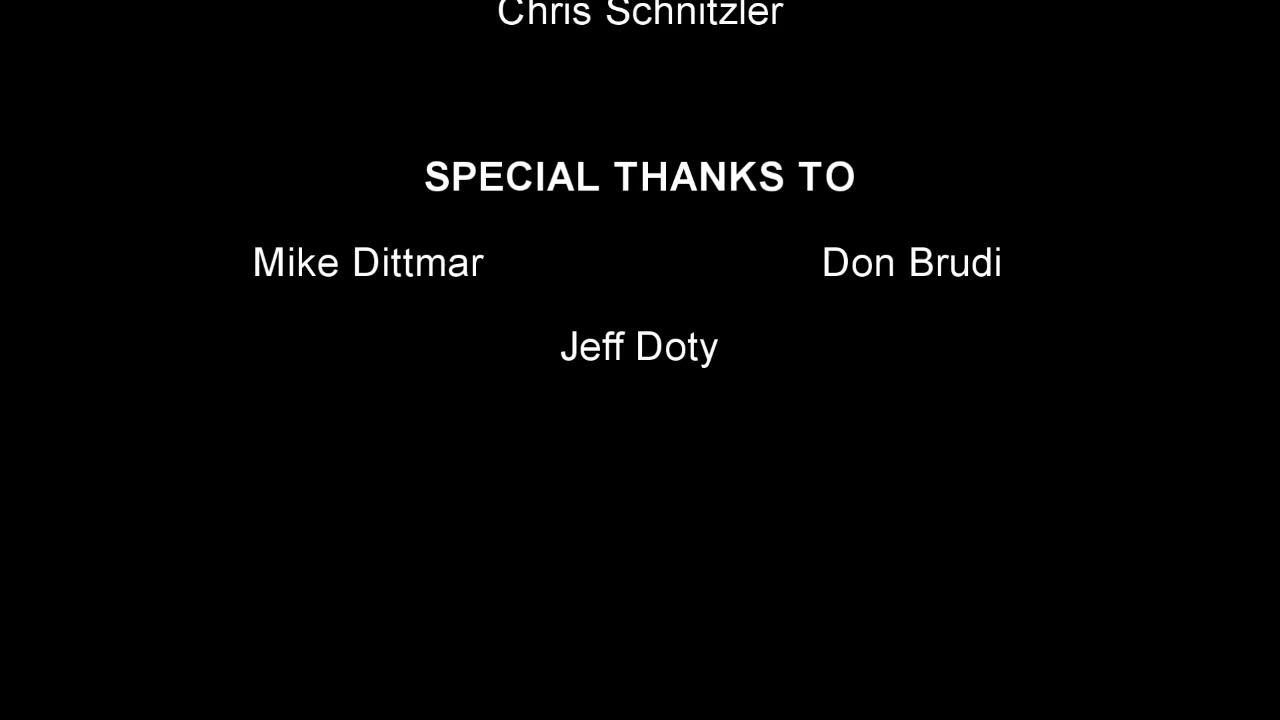 Chris Schnitzler
SPECIAL THANKS TO
Mike Dittmar Don Brudi
Jeff Doty